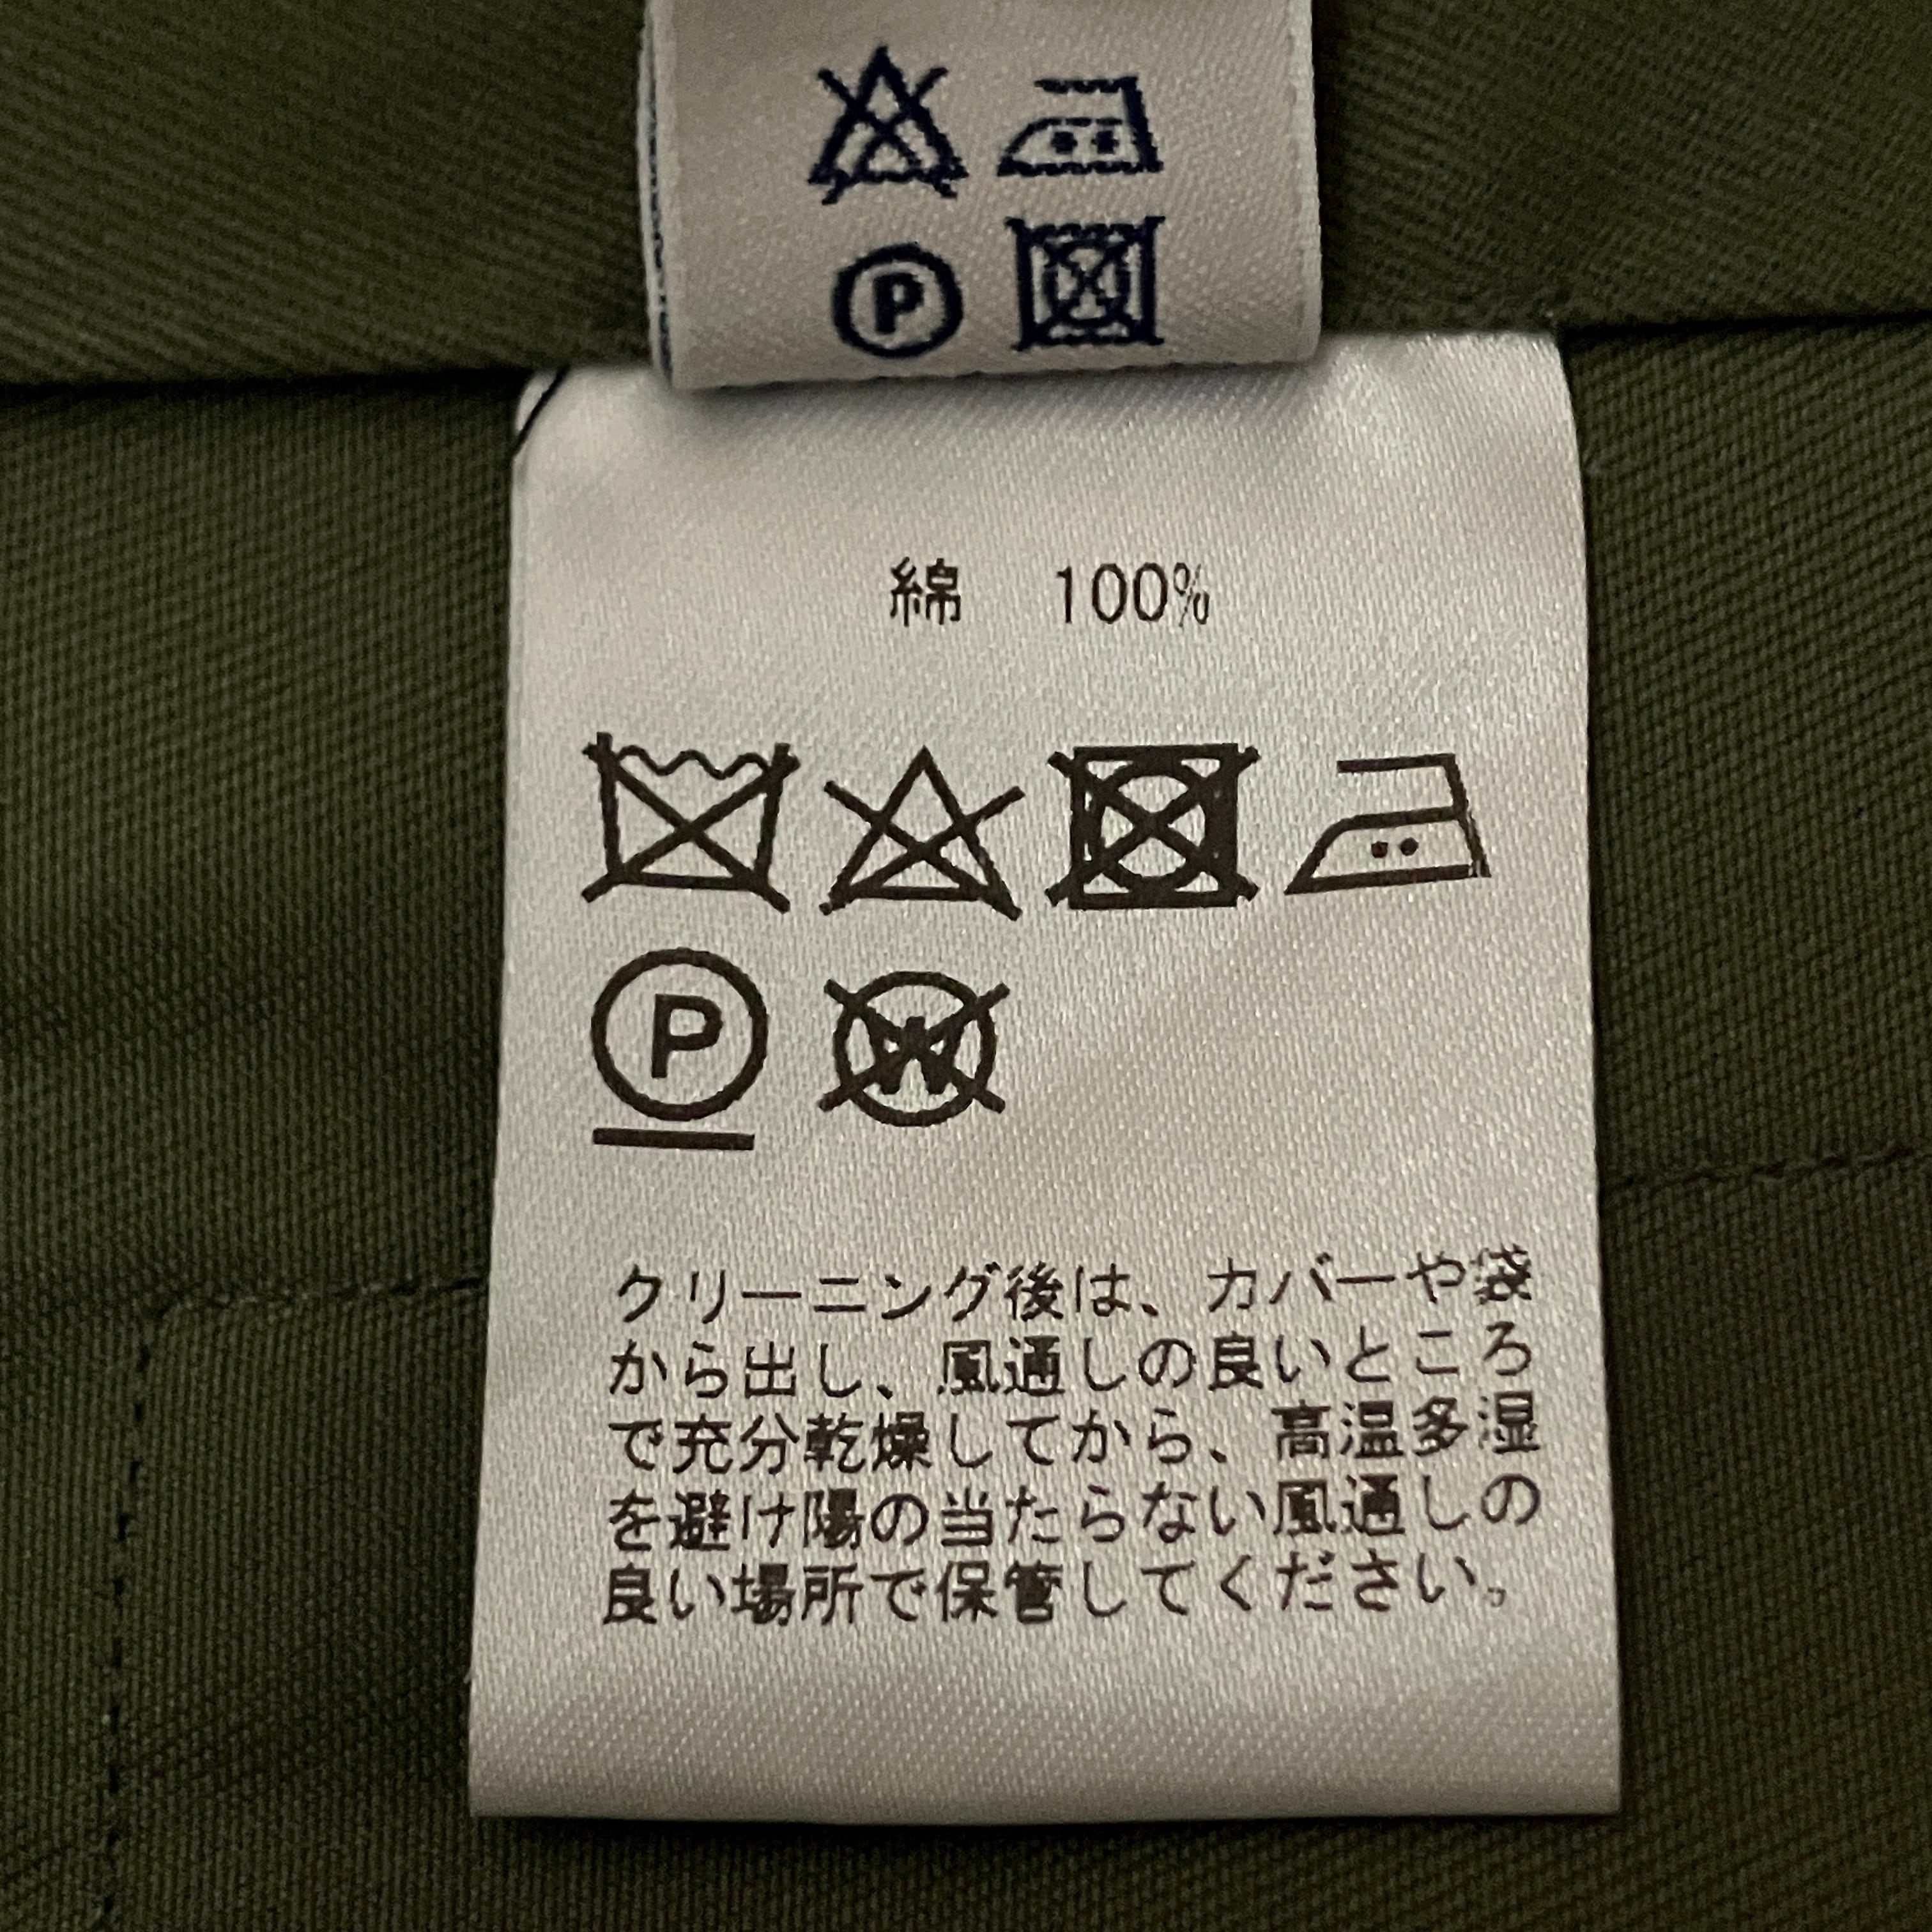 P
綿 100%
P W
クリーニング後は、カバーや袋
から出し、風通しの良いところ
で充分乾燥してから、高温多湿
を避け陽の当たらない風通しの
良い場所で保管してください。